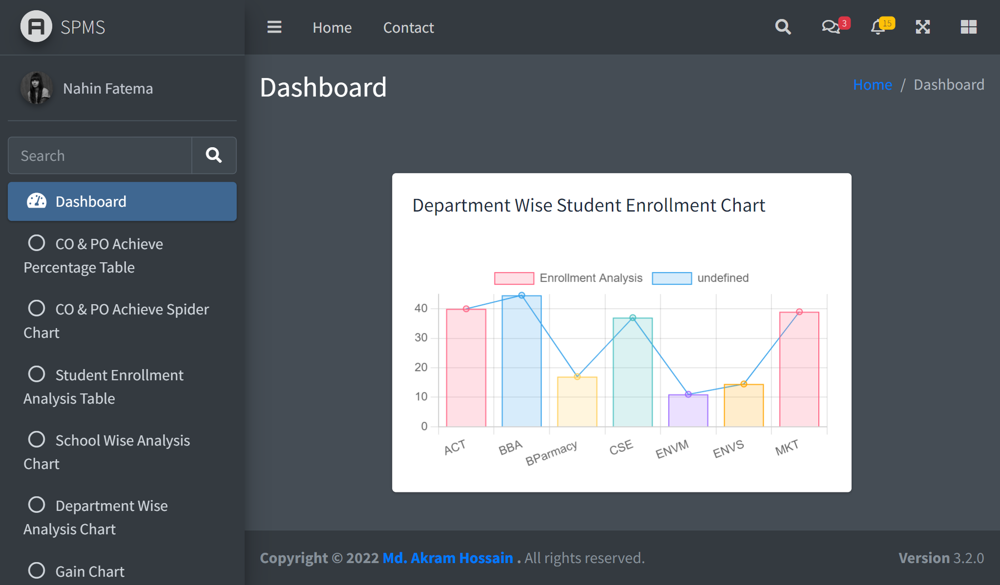 SPMS
Home
Contact
3
15
Nahin Fatema
Search
Dashboard
CO & PO Achieve
Percentage Table
CO & PO Achieve Spider
Chart
Student Enrollment
Analysis Table
School Wise Analysis
Chart
Department Wise
Analysis Chart
Gain Chart
Dashboard
Home / Dashboard
Department Wise Student Enrollment Chart
Enrollment Analysis
undefined
40
30
20
10
0
ACT
BBA
BParmacy
CSE
ENVM
ENVS
MKT
Copyright © 2022 Md. Akram Hossain . All rights reserved.
Version 3.2.0